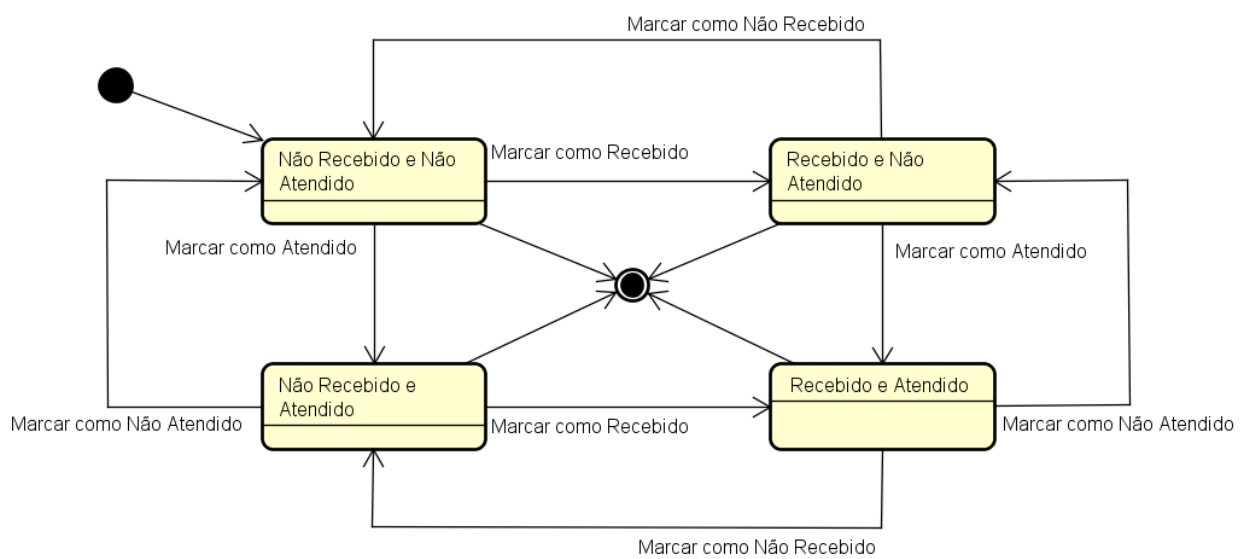 Marcar como Não Recebido
Não Recebido e Não
Atendido
Marcar como Recebido
Recebido e Não
Atendido
Marcar como Atendido
Marcar como Atendido
Não Recebido e
Atendido
Recebido e Atendido
Marcar como Não Atendido
Marcar como Recebido
Marcar como Não Atendido
Marcar como Não Recebido